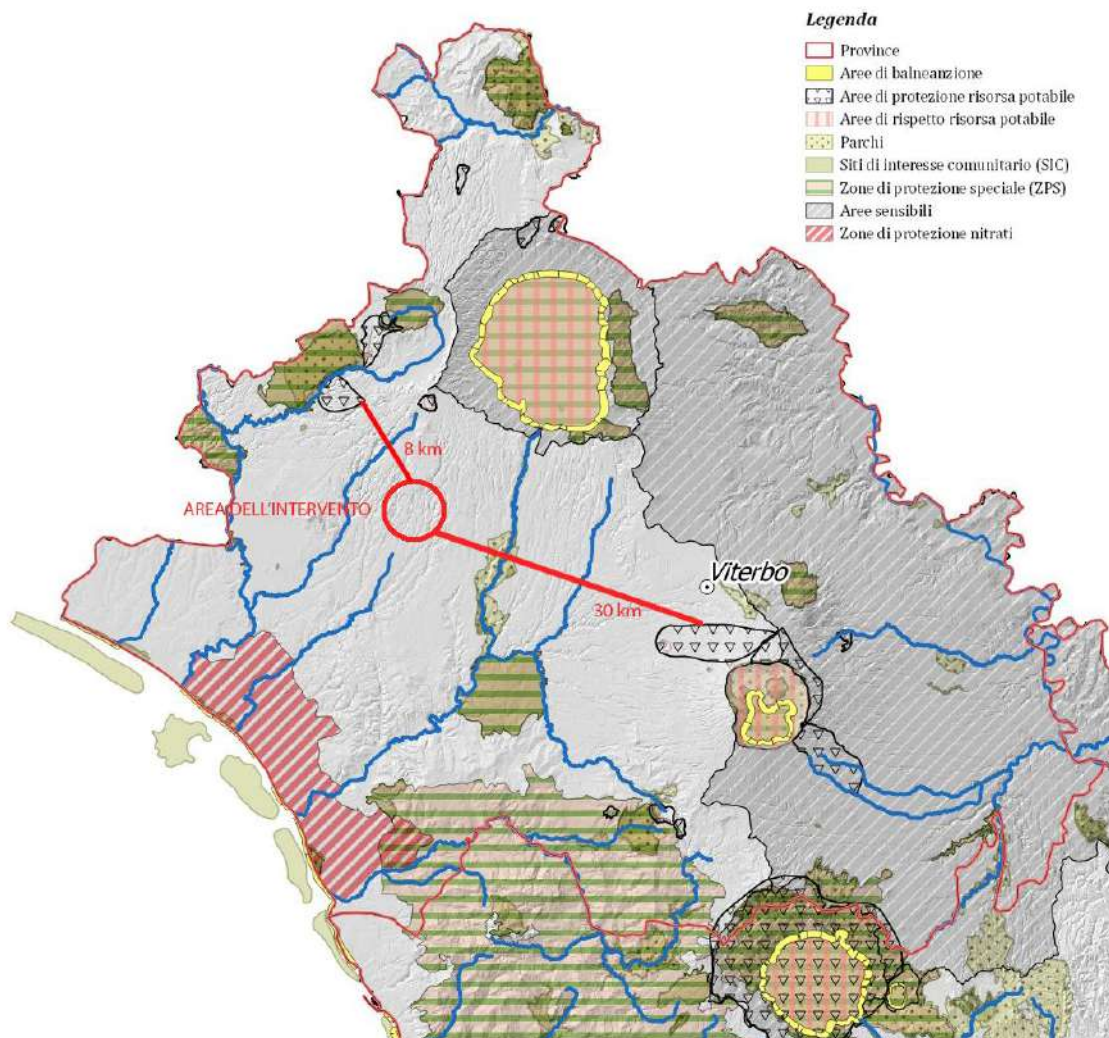 Legenda
Province
Aree di balneanzione
Aree di protezione risorsa potabile
Aree di rispetto risorsa potabile
Parchi
Siti di interesse comunitario (SIC)
Zone di protezione speciale (ZPS)
Aree sensibili
Zone di protezione nitrati
8 km
AREA DELL'INTERVENTO
Viterbo
30 km